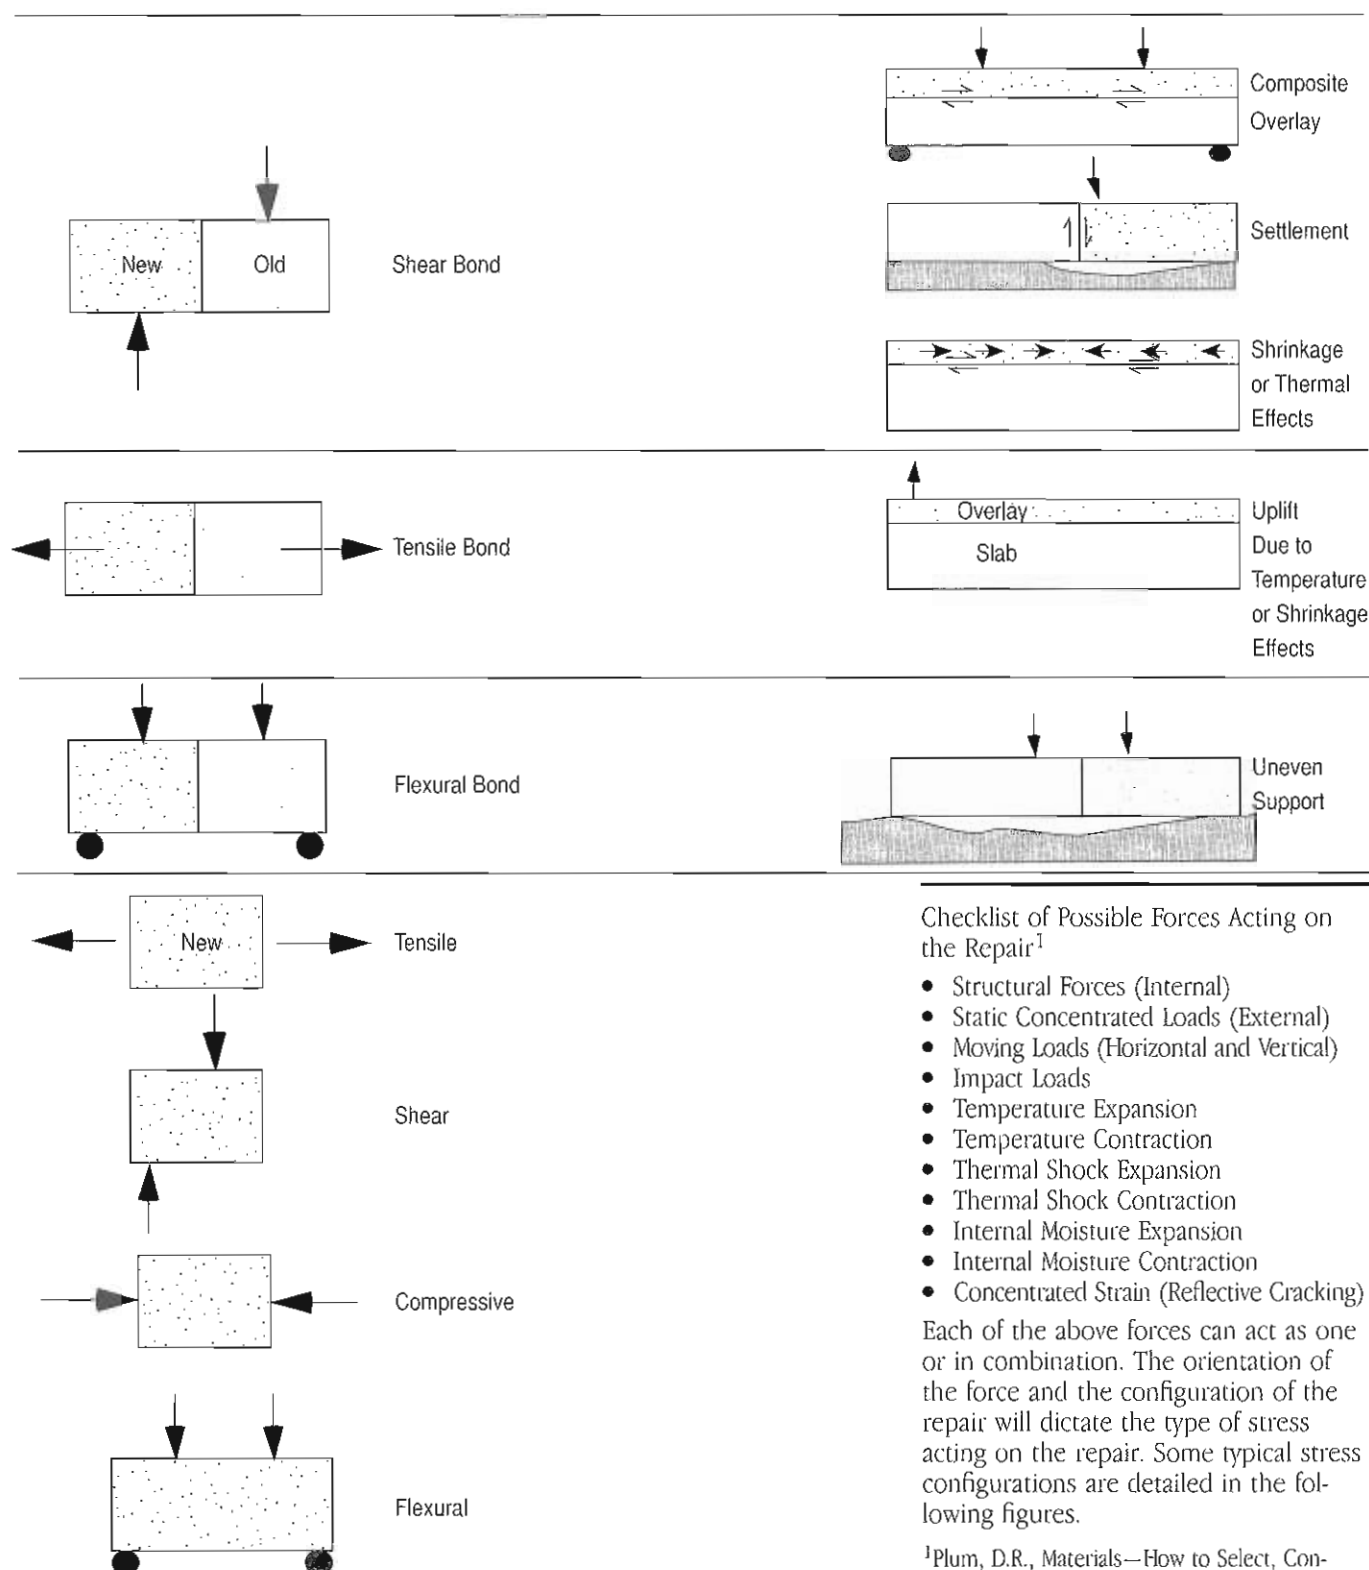 Composite
Overlay
New
Old
Shear Bond
Settlement
Shrinkage
or Thermal
Effects
Tensile Bond
Overlay
Slab
Uplift
Due to
Temperature
or Shrinkage
Effects
Flexural Bond
Uneven
Support
New
Tensile
Shear
Compressive
Flexural
Checklist of Possible Forces Acting on
the Repair¹
• Structural Forces (Internal)
• Static Concentrated Loads (External)
• Moving Loads (Horizontal and Vertical)
• Impact Loads
• Temperature Expansion
• Temperature Contraction
• Thermal Shock Expansion
• Thermal Shock Contraction
• Internal Moisture Expansion
• Internal Moisture Contraction
• Concentrated Strain (Reflective Cracking)
Each of the above forces can act as one
or in combination. The orientation of
the force and the configuration of the
repair will dictate the type of stress
acting on the repair. Some typical stress
configurations are detailed in the fol-
lowing figures.
¹Plum, D.R., Materials—How to Select, Con-